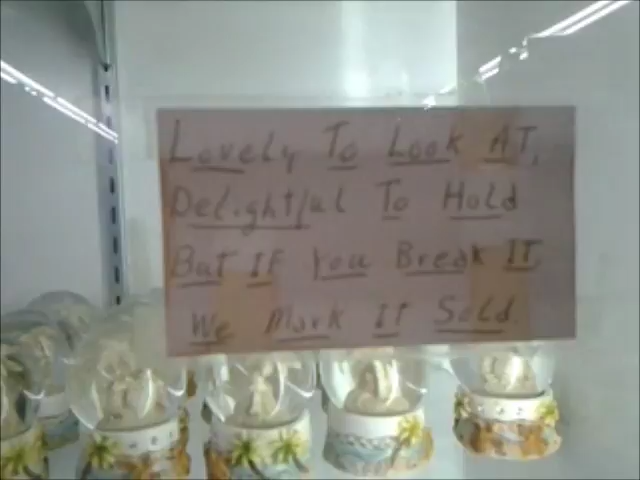 Lovely To Look AT,
Delightful To Hold
But IF You Break IT
We Mark It Sold.